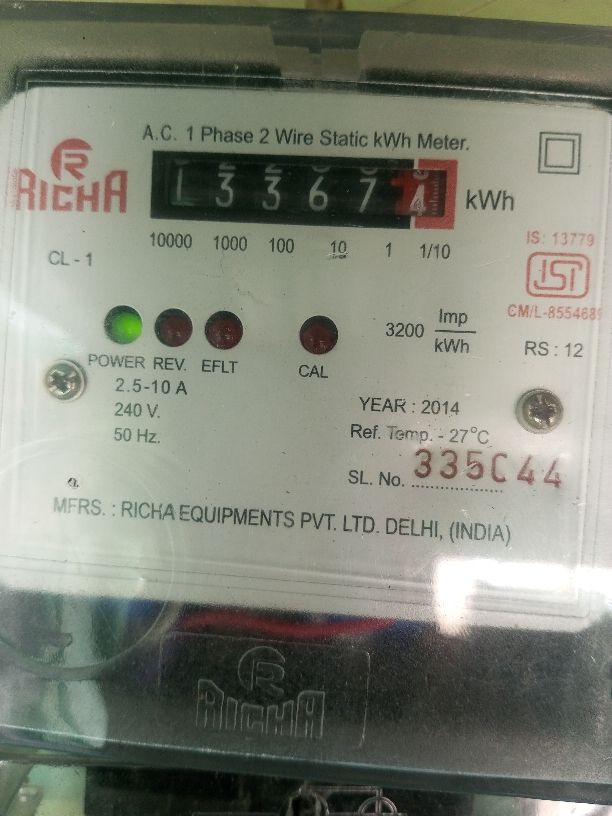 A.C. 1 Phase 2 Wire Static kWh Meter.
RICHA
13367 kWh
10000 1000 100 10 1 1/10
CL - 1
IS: 13779
ISI
CM/L-8554689
3200 Imp/kWh
RS : 12
POWER REV. EFLT CAL
2.5-10 A
240 V.
50 Hz.
YEAR : 2014
Ref. Temp. - 27°C
SL. No. 335C44
MFRS. : RICHA EQUIPMENTS PVT. LTD. DELHI, (INDIA)
RICHA